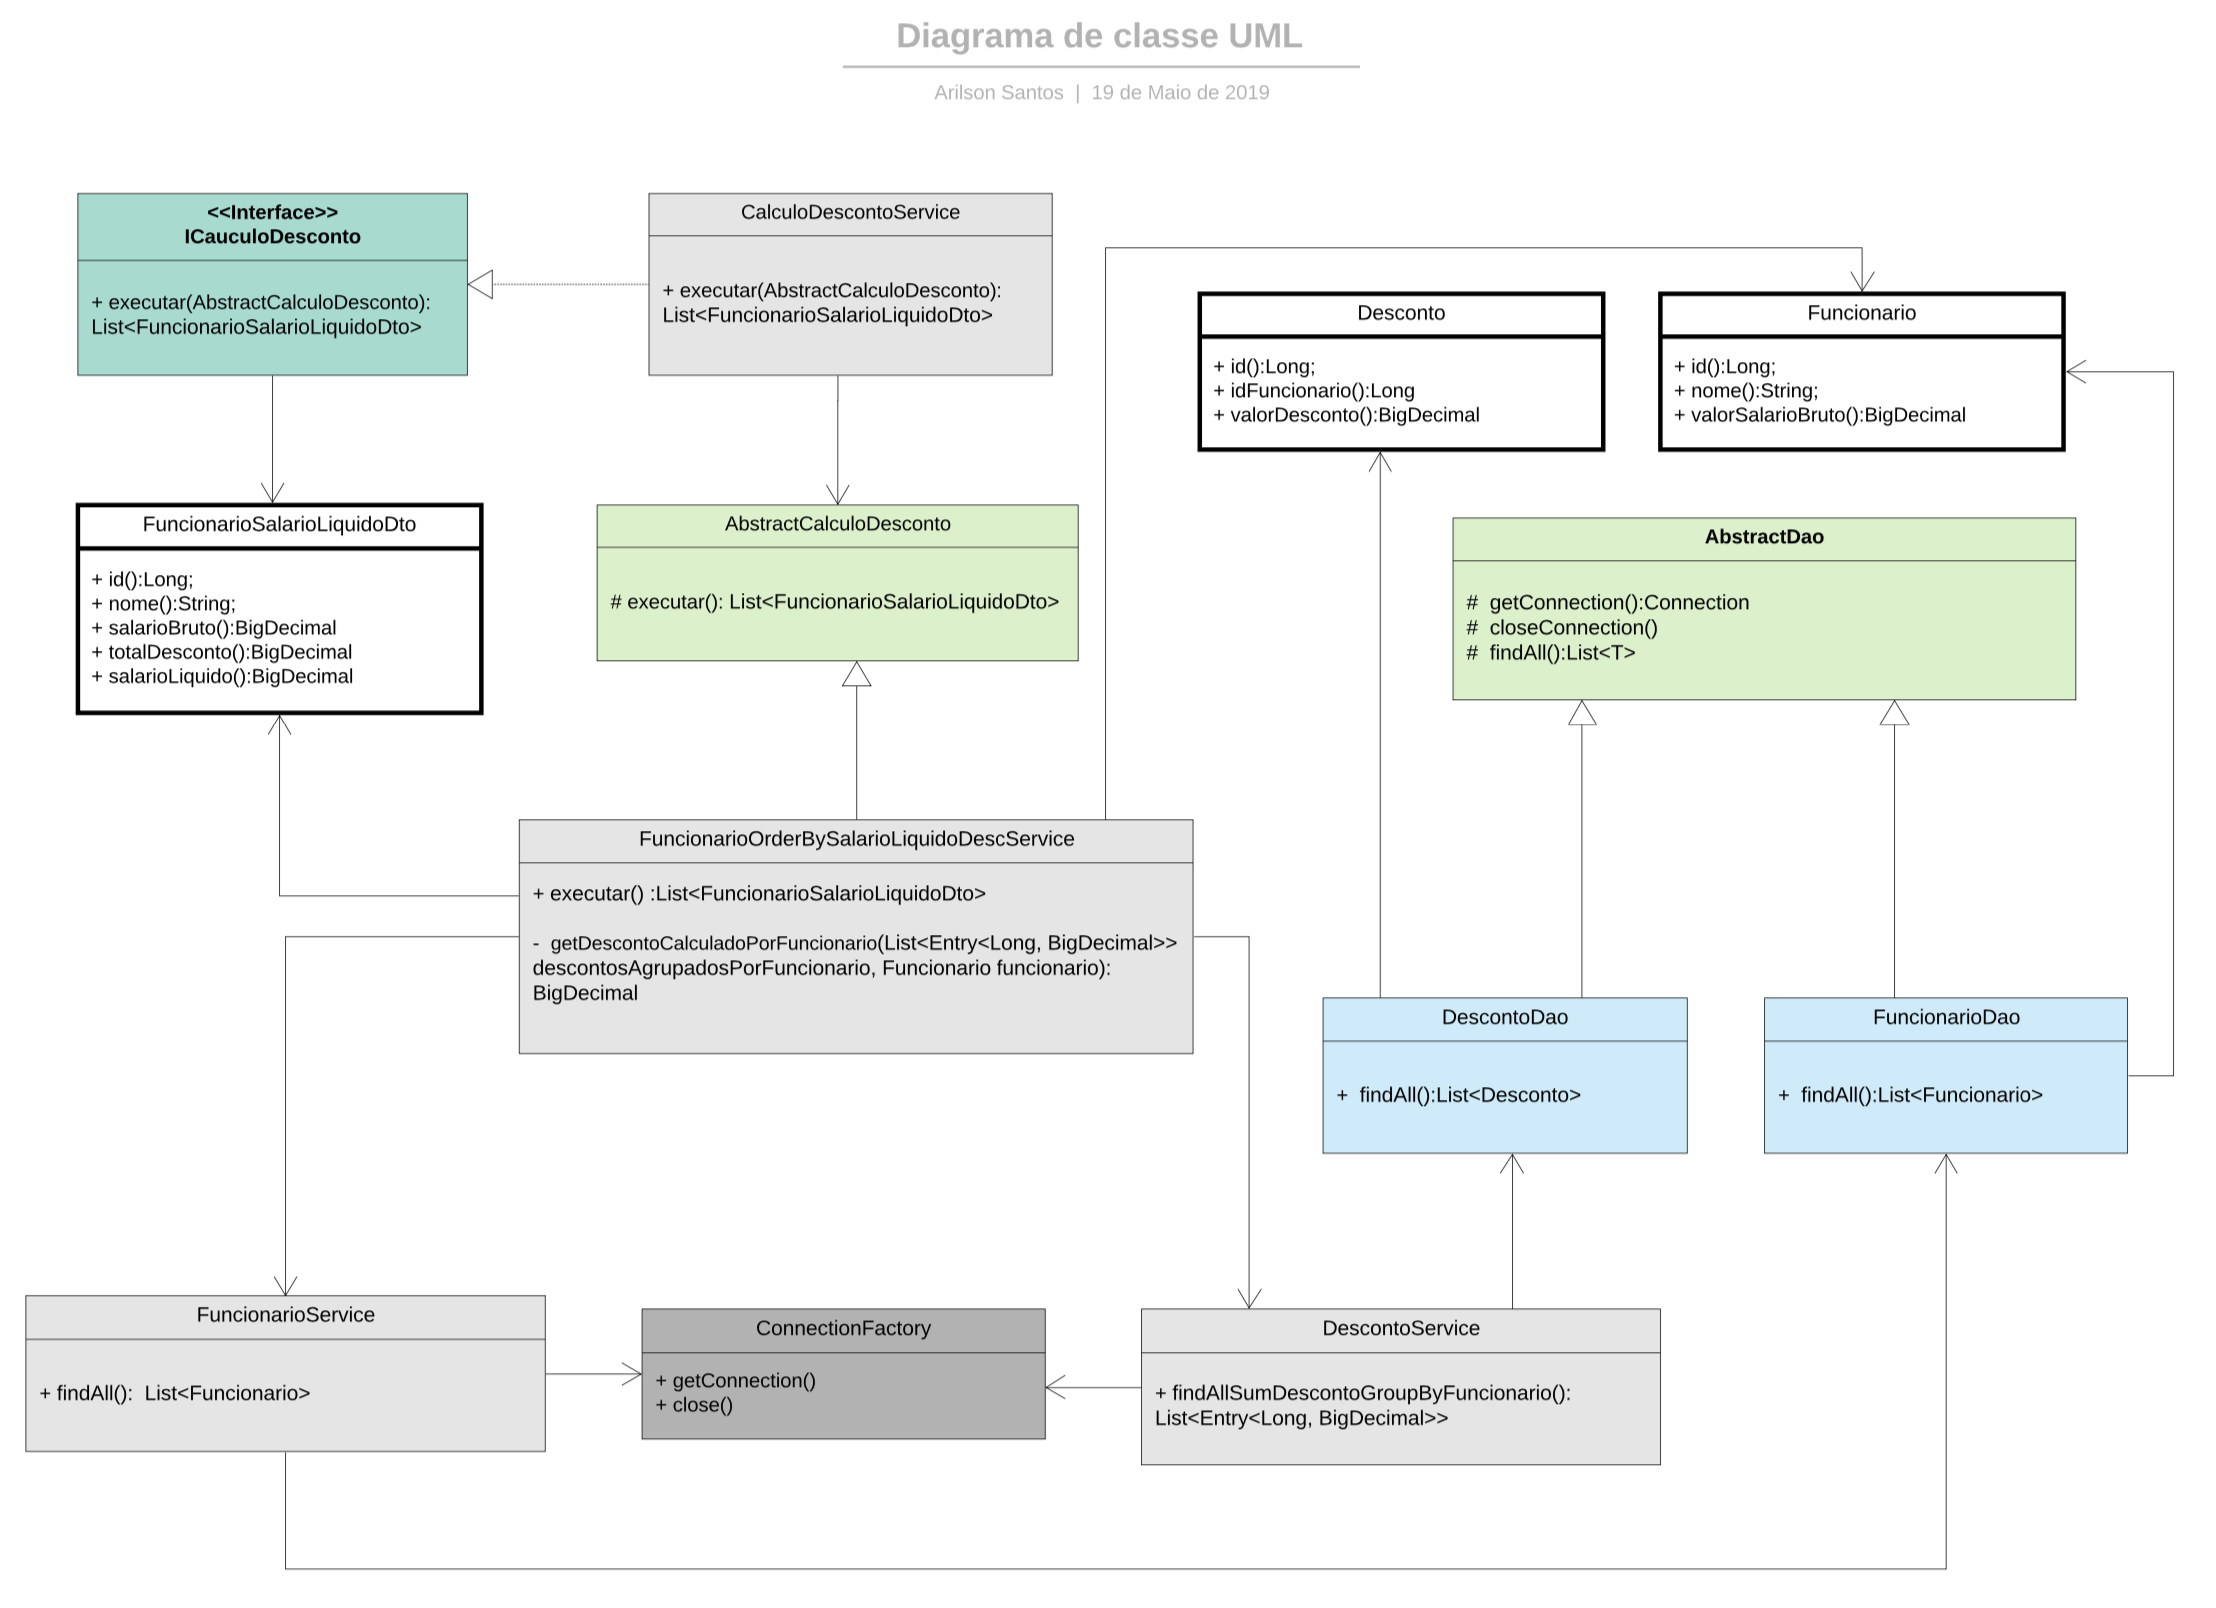 Diagrama de classe UML
Arilson Santos | 19 de Maio de 2019
<<Interface>>
ICauculoDesconto
+ executar(AbstractCalculoDesconto):
List<FuncionarioSalarioLiquidoDto>
CalculoDescontoService
+ executar(AbstractCalculoDesconto):
List<FuncionarioSalarioLiquidoDto>
Desconto
+ id():Long;
+ idFuncionario():Long
+ valorDesconto():BigDecimal
Funcionario
+ id():Long;
+ nome():String;
+ valorSalarioBruto():BigDecimal
FuncionarioSalarioLiquidoDto
+ id():Long;
+ nome():String;
+ salarioBruto():BigDecimal
+ totalDesconto():BigDecimal
+ salarioLiquido():BigDecimal
AbstractCalculoDesconto
# executar(): List<FuncionarioSalarioLiquidoDto>
AbstractDao
# getConnection():Connection
# closeConnection()
# findAll():List<T>
FuncionarioOrderBySalarioLiquidoDescService
+ executar() :List<FuncionarioSalarioLiquidoDto>
- getDescontoCalculadoPorFuncionario(List<Entry<Long, BigDecimal>>
descontosAgrupadosPorFuncionario, Funcionario funcionario):
BigDecimal
DescontoDao
+ findAll():List<Desconto>
FuncionarioDao
+ findAll():List<Funcionario>
FuncionarioService
+ findAll(): List<Funcionario>
ConnectionFactory
+ getConnection()
+ close()
DescontoService
+ findAllSumDescontoGroupByFuncionario():
List<Entry<Long, BigDecimal>>